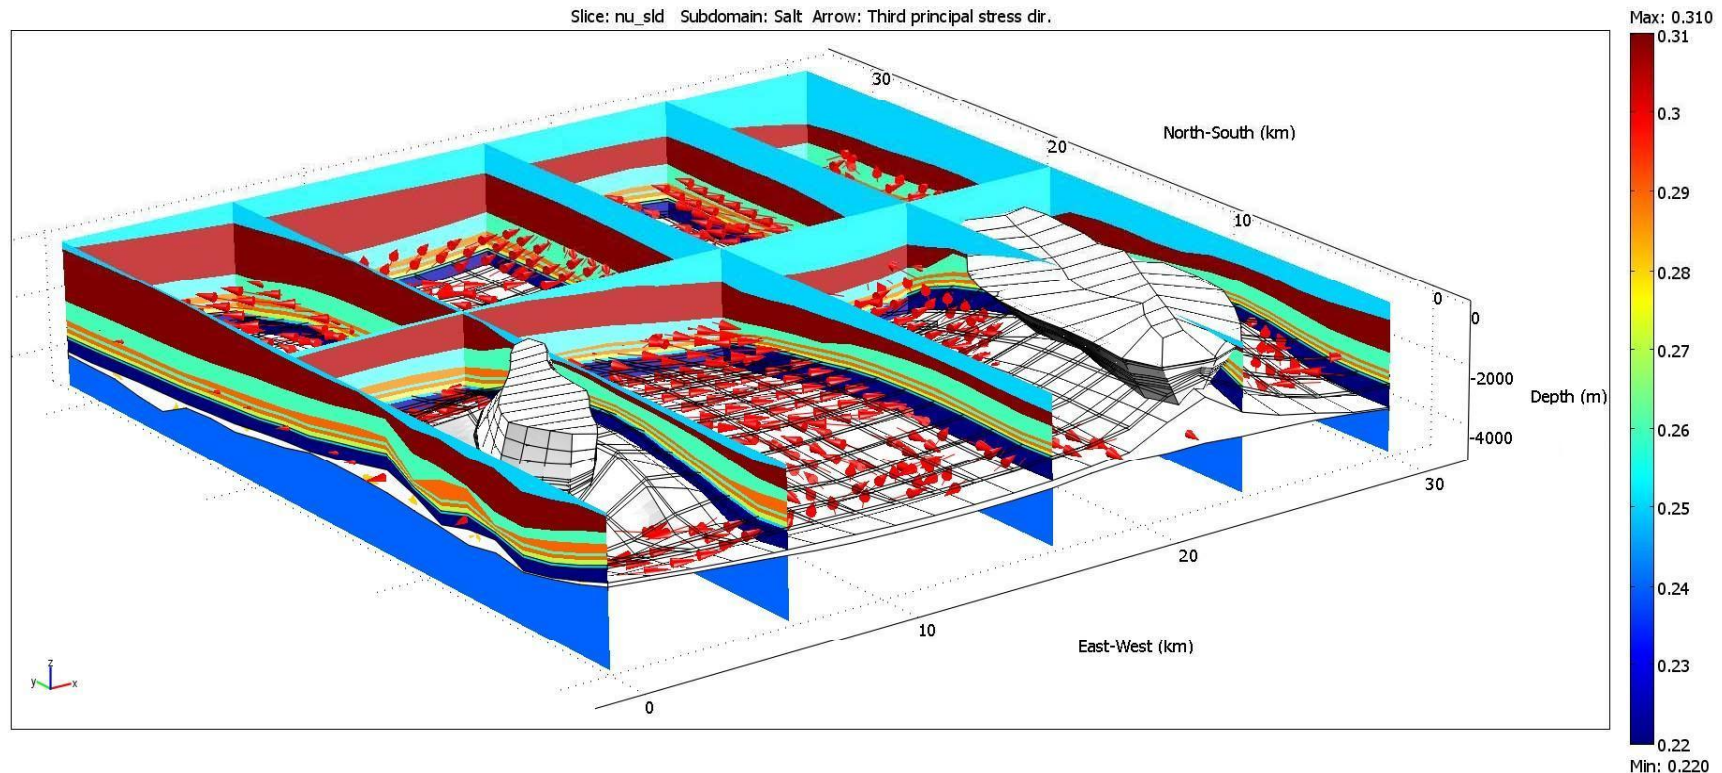 Slice: nu_sld Subdomain: Salt Arrow: Third principal stress dir.
Max: 0.310
0.31
0.3
0.29
0.28
0.27
0.26
0.25
0.24
0.23
0.22
Min: 0.220
30
20
10
0
North-South (km)
0
-2000
-4000
Depth (m)
30
20
10
0
East-West (km)
z
y
x